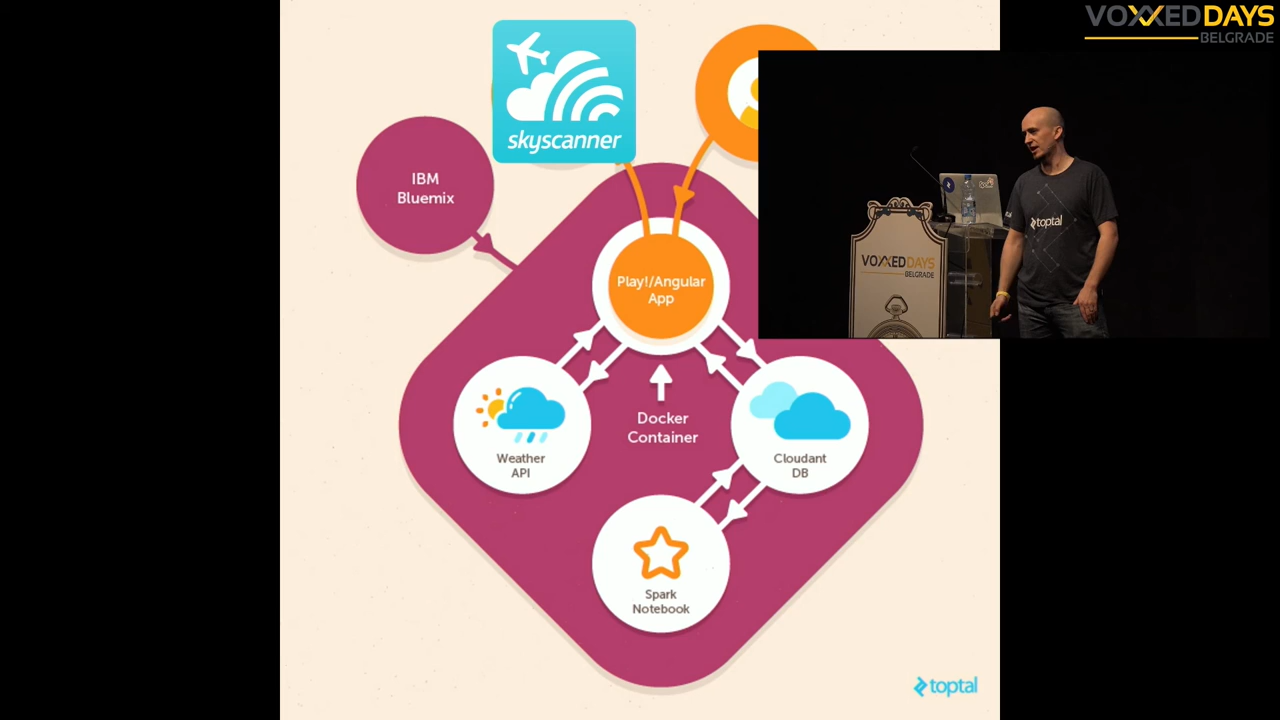 VOXXEDDAYS
BELGRADE
skyscanner
IBM
Bluemix
Play!/Angular
App
Docker
Container
Weather
API
Cloudant
DB
Spark
Notebook
toptal
toptal
VOXXEDDAYS
BELGRADE